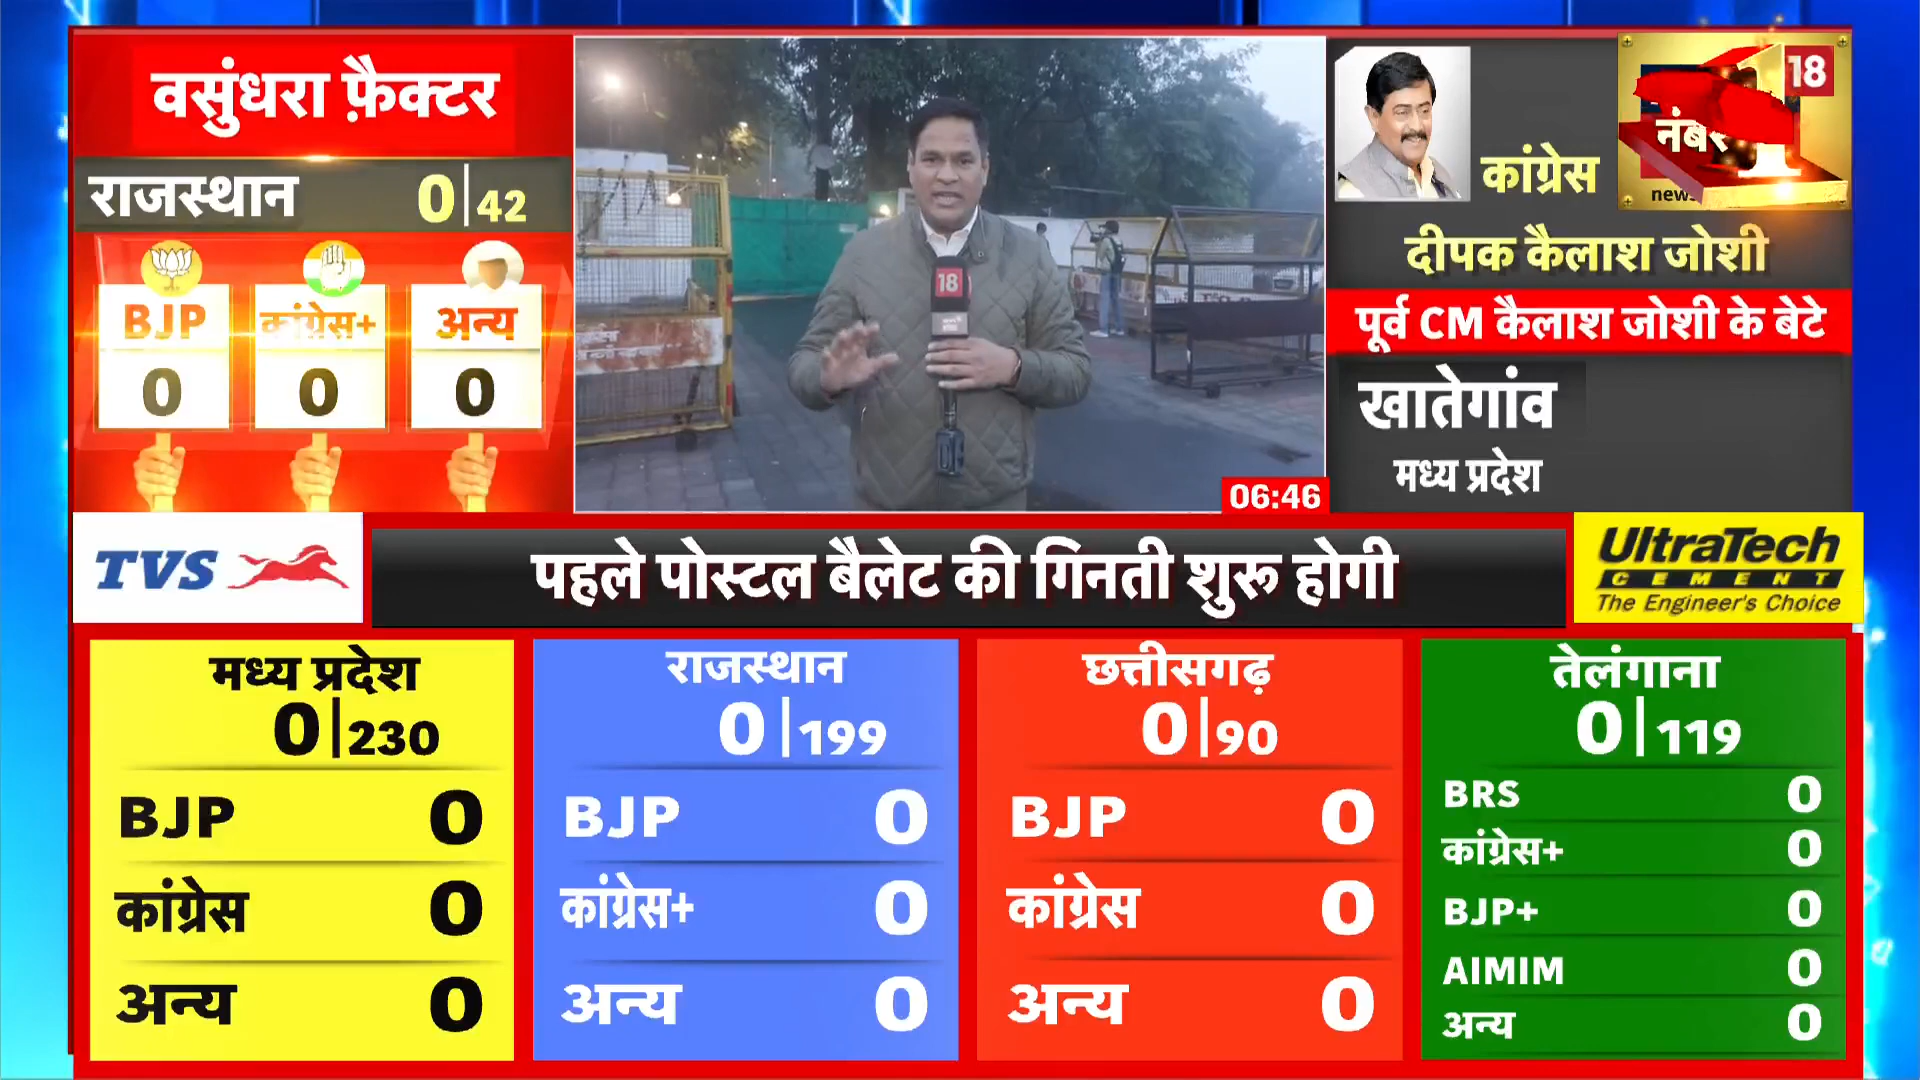 वसुंधरा फ़ैक्टर
राजस्थान 0|42
BJP कांग्रेस+ अन्य
0 0 0
18
06:46
कांग्रेस
18
नंबर 1
दीपक कैलाश जोशी
पूर्व CM कैलाश जोशी के बेटे
खातेगांव
मध्य प्रदेश
TVS
पहले पोस्टल बैलेट की गिनती शुरू होगी
UltraTech
CEMENT
The Engineer's Choice
मध्य प्रदेश
0|230
BJP 0
कांग्रेस 0
अन्य 0
राजस्थान
0|199
BJP 0
कांग्रेस+ 0
अन्य 0
छत्तीसगढ़
0|90
BJP 0
कांग्रेस 0
अन्य 0
तेलंगाना
0|119
BRS 0
कांग्रेस+ 0
BJP+ 0
AIMIM 0
अन्य 0